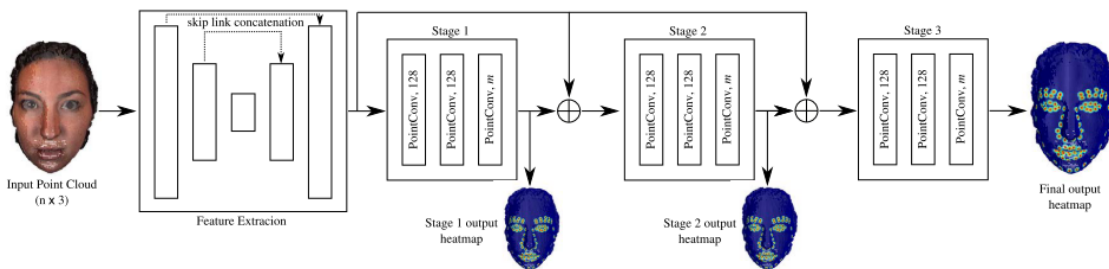 skip link concatenation
Stage 1
Stage 2
Stage 3
PointConv, 128
PointConv, 128
PointConv, m
PointConv, 128
PointConv, 128
PointConv, m
PointConv, 128
PointConv, 128
PointConv, m
Input Point Cloud
(n x 3)
Feature Extracion
Stage 1 output
heatmap
Stage 2 output
heatmap
Final output
heatmap